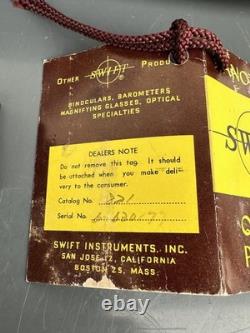 OTHER SWIFT® PRODU
BINOCULARS, BAROMETERS
MAGNIFYING GLASSES, OPTICAL
SPECIALTIES
DEALERS NOTE
Do not remove this tag. It should
be attached when you make deli-
very to the consumer.
Catalog No. 821
Serial No.
SWIFT INSTRUMENTS, INC.
SAN JOSE 12, CALIFORNIA
BOSTON 25, MASS.
WO